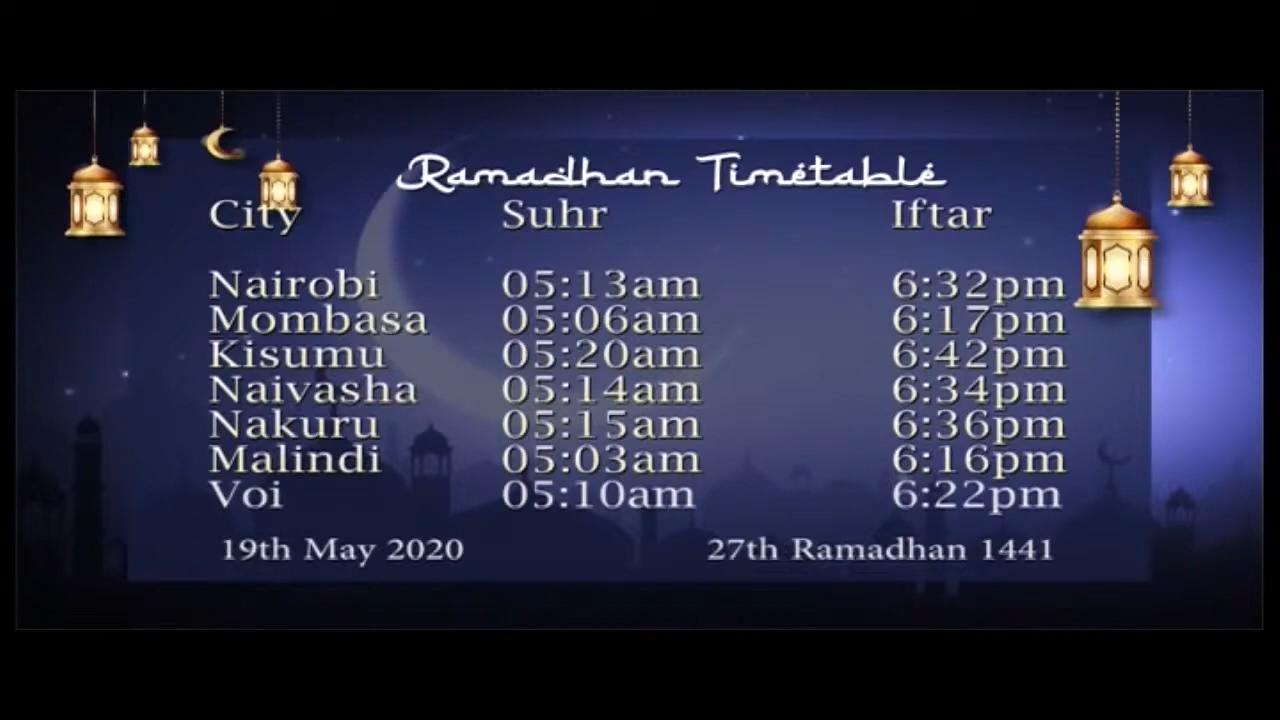 Ramadhan Timetable
City Suhr Iftar
Nairobi 05:13am 6:32pm
Mombasa 05:06am 6:17pm
Kisumu 05:20am 6:42pm
Naivasha 05:14am 6:34pm
Nakuru 05:15am 6:36pm
Malindi 05:03am 6:16pm
Voi 05:10am 6:22pm
19th May 2020 27th Ramadhan 1441